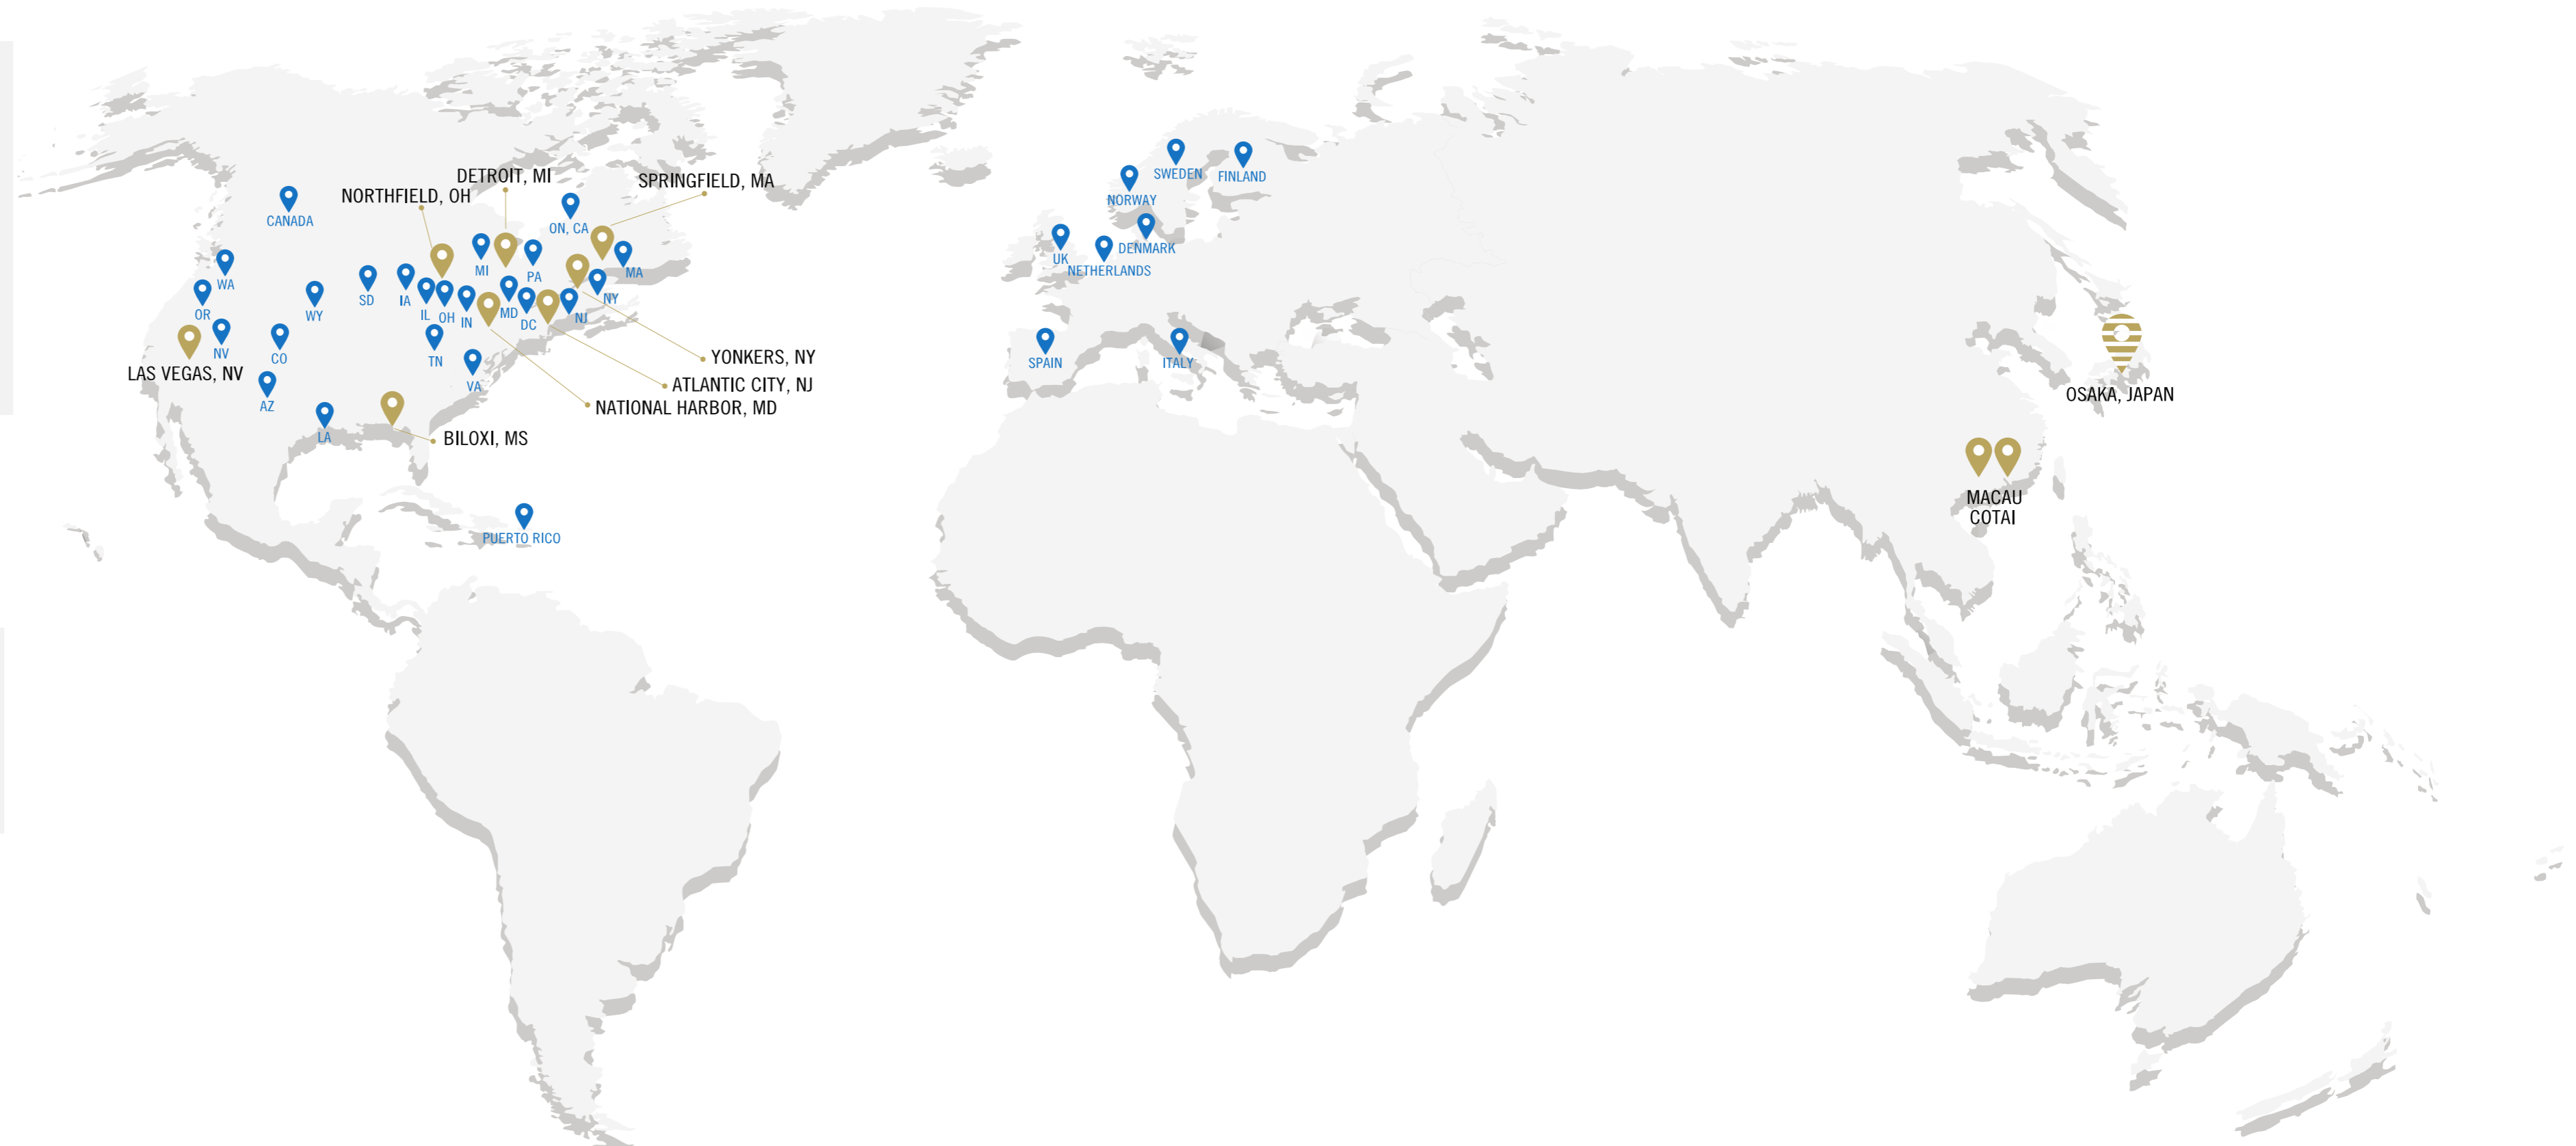 DETROIT, MI
SPRINGFIELD, MA
NORTHFIELD, OH
CANADA
ON, CA
WA
MI
PA
MA
OR
WY
SD
IA
IL
OH
IN
MD
DC
NJ
NY
LAS VEGAS, NV
NV
CO
TN
VA
AZ
LA
YONKERS, NY
ATLANTIC CITY, NJ
NATIONAL HARBOR, MD
BILOXI, MS
PUERTO RICO
SWEDEN
FINLAND
NORWAY
DENMARK
UK
NETHERLANDS
SPAIN
ITALY
OSAKA, JAPAN
MACAU
COTAI